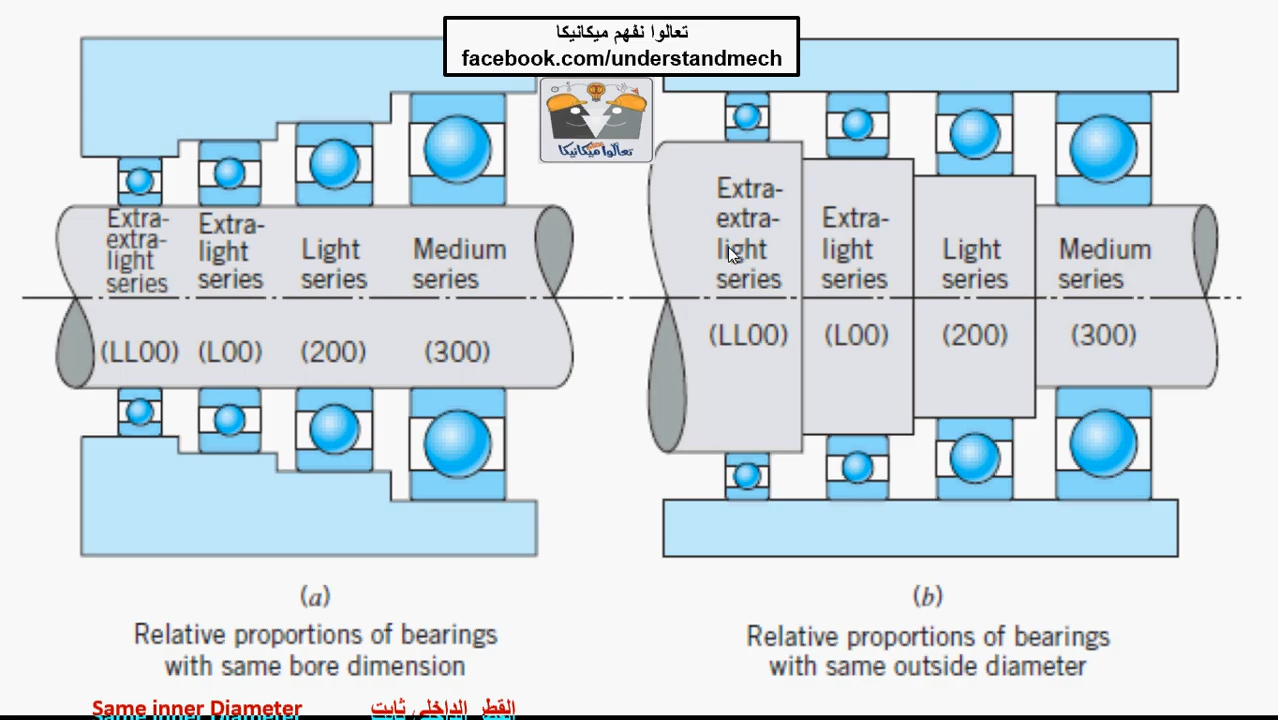 تعالوا نفهم ميكانيكا
facebook.com/understandmech
تعالوا ميكانيكا
Extra-
extra-
light
series
Extra-
light
series
Light
series
Medium
series
(LL00)
(L00)
(200)
(300)
Extra-
extra-
light
series
Extra-
light
series
Light
series
Medium
series
(LL00)
(L00)
(200)
(300)
(a)
Relative proportions of bearings
with same bore dimension
(b)
Relative proportions of bearings
with same outside diameter
Same inner Diameter
القطر الداخلي ثابت